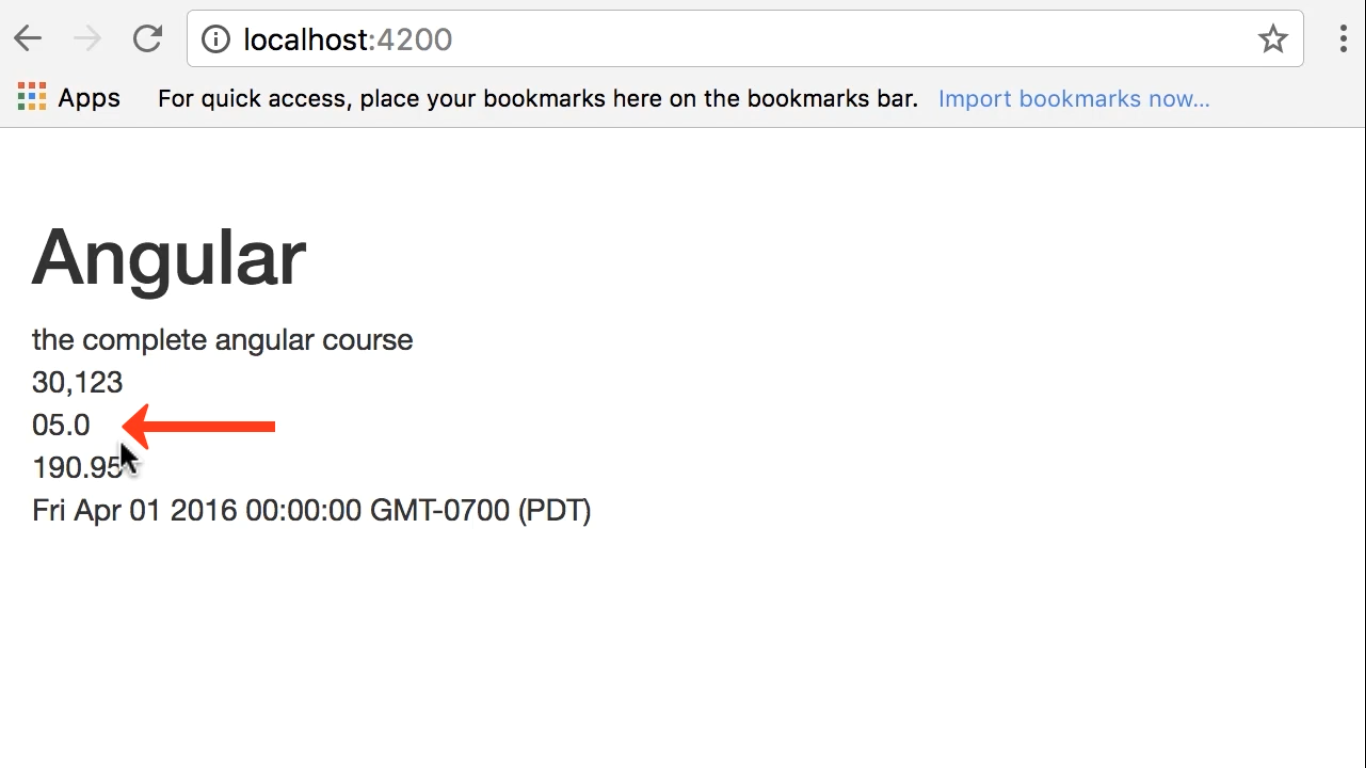 localhost:4200
Apps For quick access, place your bookmarks here on the bookmarks bar. Import bookmarks now...
Angular
the complete angular course
30,123
05.0
190.95
Fri Apr 01 2016 00:00:00 GMT-0700 (PDT)